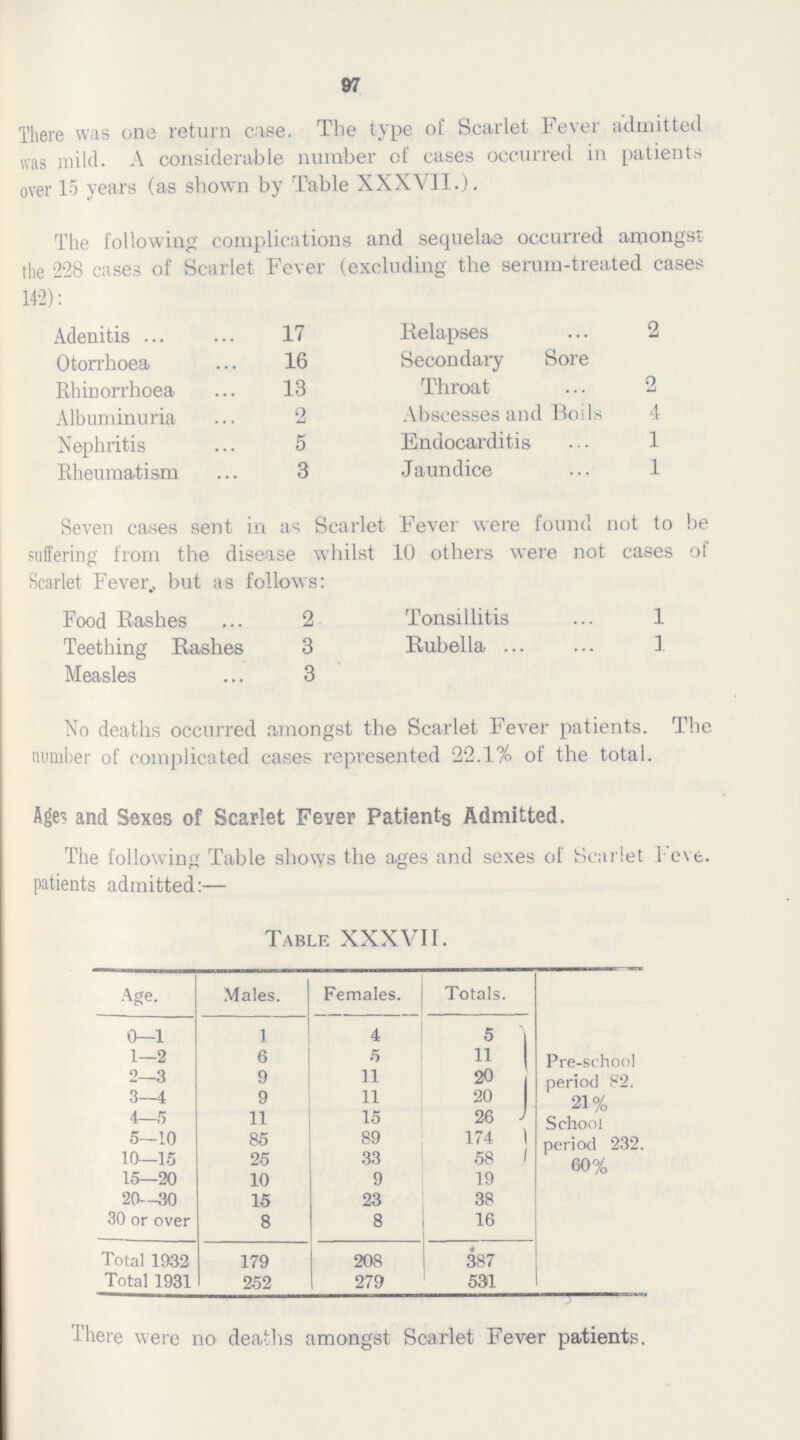 97
There was one return case. The type of Scarlet Fever admitted
was mild. A considerable number of cases occurred in patients
over 15 years (as shown by Table XXXVII.).
The following complications and sequelae occurred amongst
the 228 cases of Scarlet Fever (excluding the serum-treated cases
142):
Adenitis ... ... 17 Relapses ... 2
Otorrhoea ... 16 Secondary Sore
Rhinorrhoea ... 13 Throat ... 2
Albuminuria ... 2 Abscesses and Boils 4
Nephritis ... 5 Endocarditis ... 1
Rheumatism ... 3 Jaundice ... 1
Seven cases sent in as Scarlet Fever were found not to be
suffering from the disease whilst 10 others were not cases of
Scarlet Fever, but as follows:
Food Rashes ... 2 Tonsillitis ... 1
Teething Rashes 3 Rubella ... ... 1
Measles ... 3
No deaths occurred amongst the Scarlet Fever patients. The
number of complicated cases represented 22.1% of the total.
Ages and Sexes of Scarlet Fever Patients Admitted.
The following Table shows the ages and sexes of Scarlet Feve.
patients admitted:—
TABLE XXXVII.
Age. Males. Females. Totals.
0—1 1 4 5
1—2 6 5 11 Pre-school
2—3 9 11 20 period 82.
3—4 9 11 20 21%
4—5 11 15 26 School
5—10 85 89 174 period 232.
10—15 25 33 58 60%
15—20 10 9 19
20—30 15 23 38
30 or over 8 8 16
Total 1932 179 208 387
Total 1931 252 279 531
There were no deaths amongst Scarlet Fever patients.